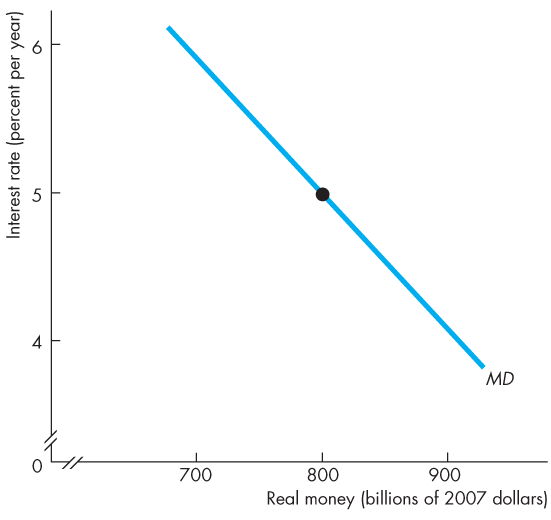 Interest rate (percent per year)
6
5
4
0
700 800 900
MD
Real money (billions of 2007 dollars)